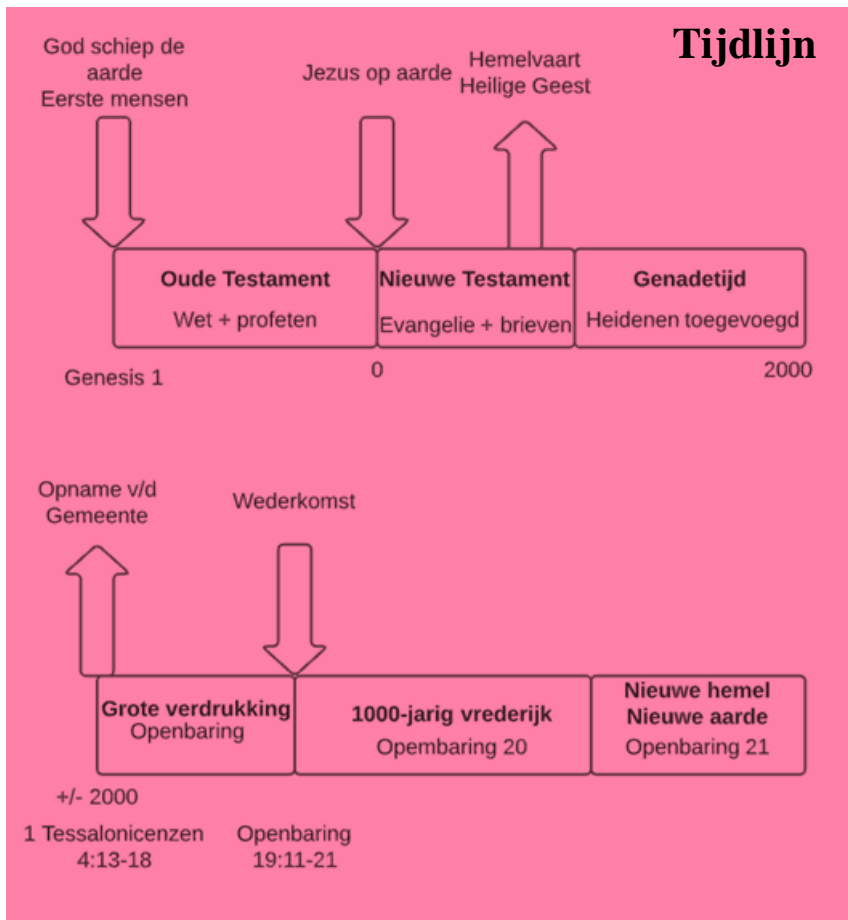 Tijdlijn
God schiep de
aarde
Eerste mensen
Jezus op aarde
Hemelvaart
Heilige Geest
Oude Testament
Wet + profeten
Nieuwe Testament
Evangelie + brieven
Genadetijd
Heidenen toegevoegd
Genesis 1
0
2000
Opname v/d
Gemeente
Wederkomst
Grote verdrukking
Openbaring
1000-jarig vrederijk
Opembaring 20
Nieuwe hemel
Nieuwe aarde
Openbaring 21
+/- 2000
1 Tessalonicenzen
4:13-18
Openbaring
19:11-21